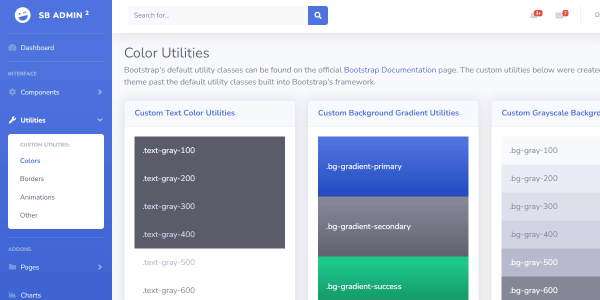 SB ADMIN 2
Dashboard
INTERFACE
Components
Utilities
CUSTOM UTILITIES:
Colors
Borders
Animations
Other
ADDONS
Pages
Charts
Search for...
3+
7
Color Utilities
Bootstrap's default utility classes can be found on the official Bootstrap Documentation page. The custom utilities below were create
theme past the default utility classes built into Bootstrap's framework.
Custom Text Color Utilities
.text-gray-100
.text-gray-200
.text-gray-300
.text-gray-400
.text-gray-500
.text-gray-600
Custom Background Gradient Utilities
.bg-gradient-primary
.bg-gradient-secondary
.bg-gradient-success
Custom Grayscale Backgro
.bg-gray-100
.bg-gray-200
.bg-gray-300
.bg-gray-400
.bg-gray-500
.bg-gray-600